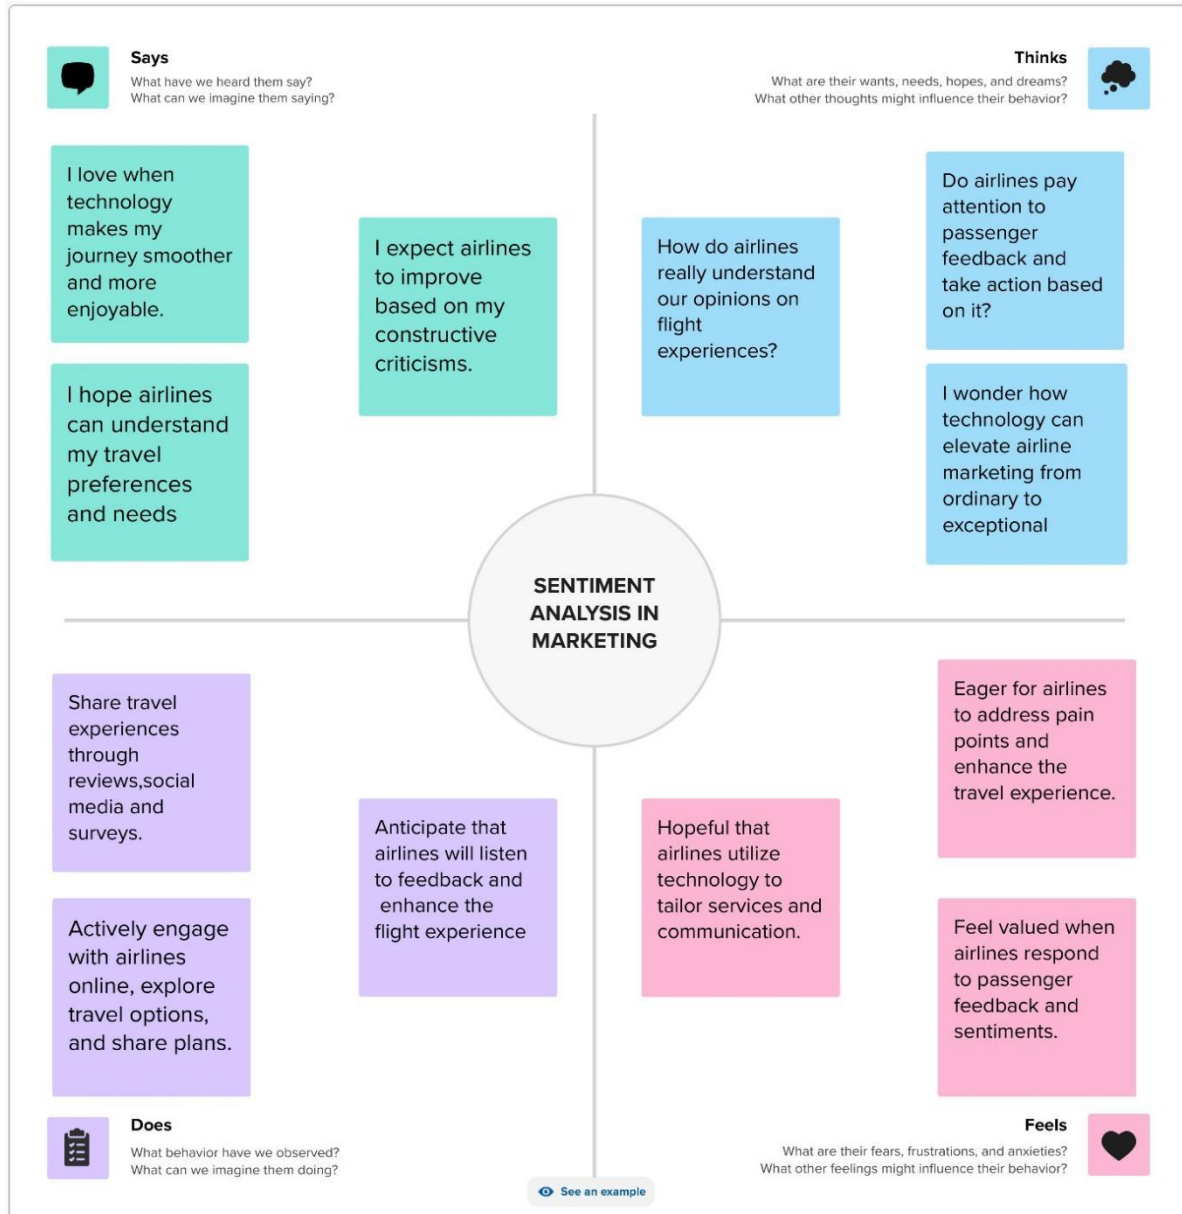 Says
What have we heard them say?
What can we imagine them saying?
Thinks
What are their wants, needs, hopes, and dreams?
What other thoughts might influence their behavior?
I love when
technology
makes my
journey smoother
and more
enjoyable.
I expect airlines
to improve
based on my
constructive
criticisms.
I hope airlines
can understand
my travel
preferences
and needs
How do airlines
really understand
our opinions on
flight
experiences?
Do airlines pay
attention to
passenger
feedback and
take action based
on it?
I wonder how
technology can
elevate airline
marketing from
ordinary to
exceptional
SENTIMENT
ANALYSIS IN
MARKETING
Share travel
experiences
through
reviews,social
media and
surveys.
Anticipate that
airlines will listen
to feedback and
enhance the
flight experience
Actively engage
with airlines
online, explore
travel options,
and share plans.
Hopeful that
airlines utilize
technology to
tailor services and
communication.
Eager for airlines
to address pain
points and
enhance the
travel experience.
Feel valued when
airlines respond
to passenger
feedback and
sentiments.
Does
What behavior have we observed?
What can we imagine them doing?
Feels
What are their fears, frustrations, and anxieties?
What other feelings might influence their behavior?
See an example